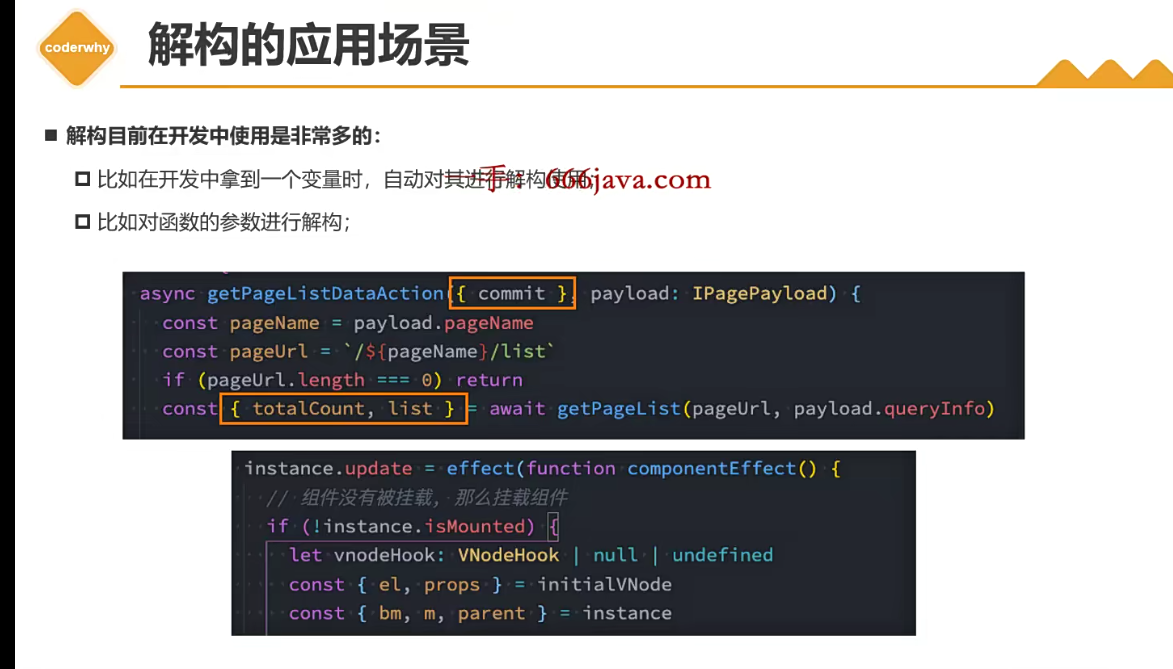 coderwhy
解构的应用场景
解构目前在开发中使用是非常多的：
比如在开发中拿到一个变量时，自动对其进行解构使用；
一手：666java.com
比如对函数的参数进行解构；
async getPageListDataAction({ commit }, payload: IPagePayload) {
const pageName = payload.pageName
const pageUrl = `/${pageName}/list`
if (pageUrl.length === 0) return
const { totalCount, list } = await getPageList(pageUrl, payload.queryInfo)
instance.update = effect(function componentEffect() {
// 组件没有被挂载，那么挂载组件
if (!instance.isMounted) {
let vnodeHook: VNodeHook | null | undefined
const { el, props } = initialVNode
const { bm, m, parent } = instance